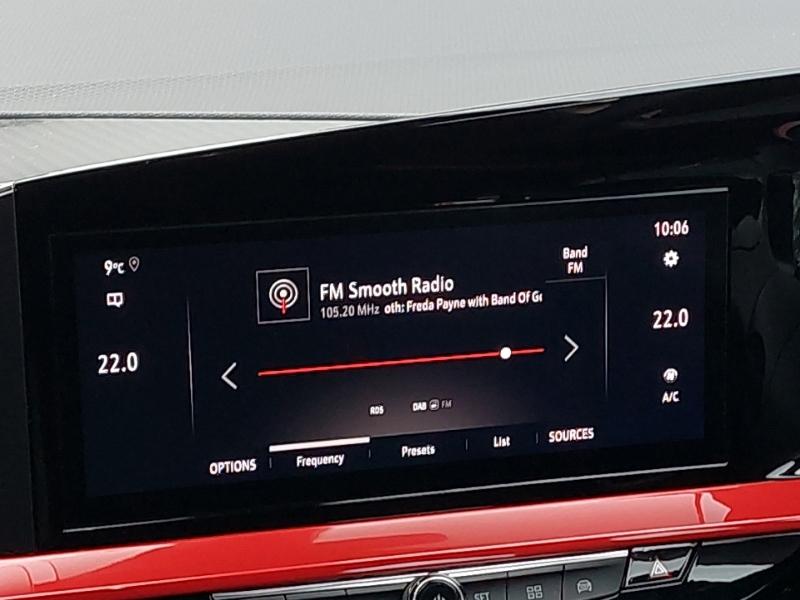 9°C
22.0
FM Smooth Radio
105.20 MHz oth: Freda Payne with Band Of G
Band
FM
10:06
22.0
A/C
RDS DAB FM
OPTIONS Frequency Presets List SOURCES
SET